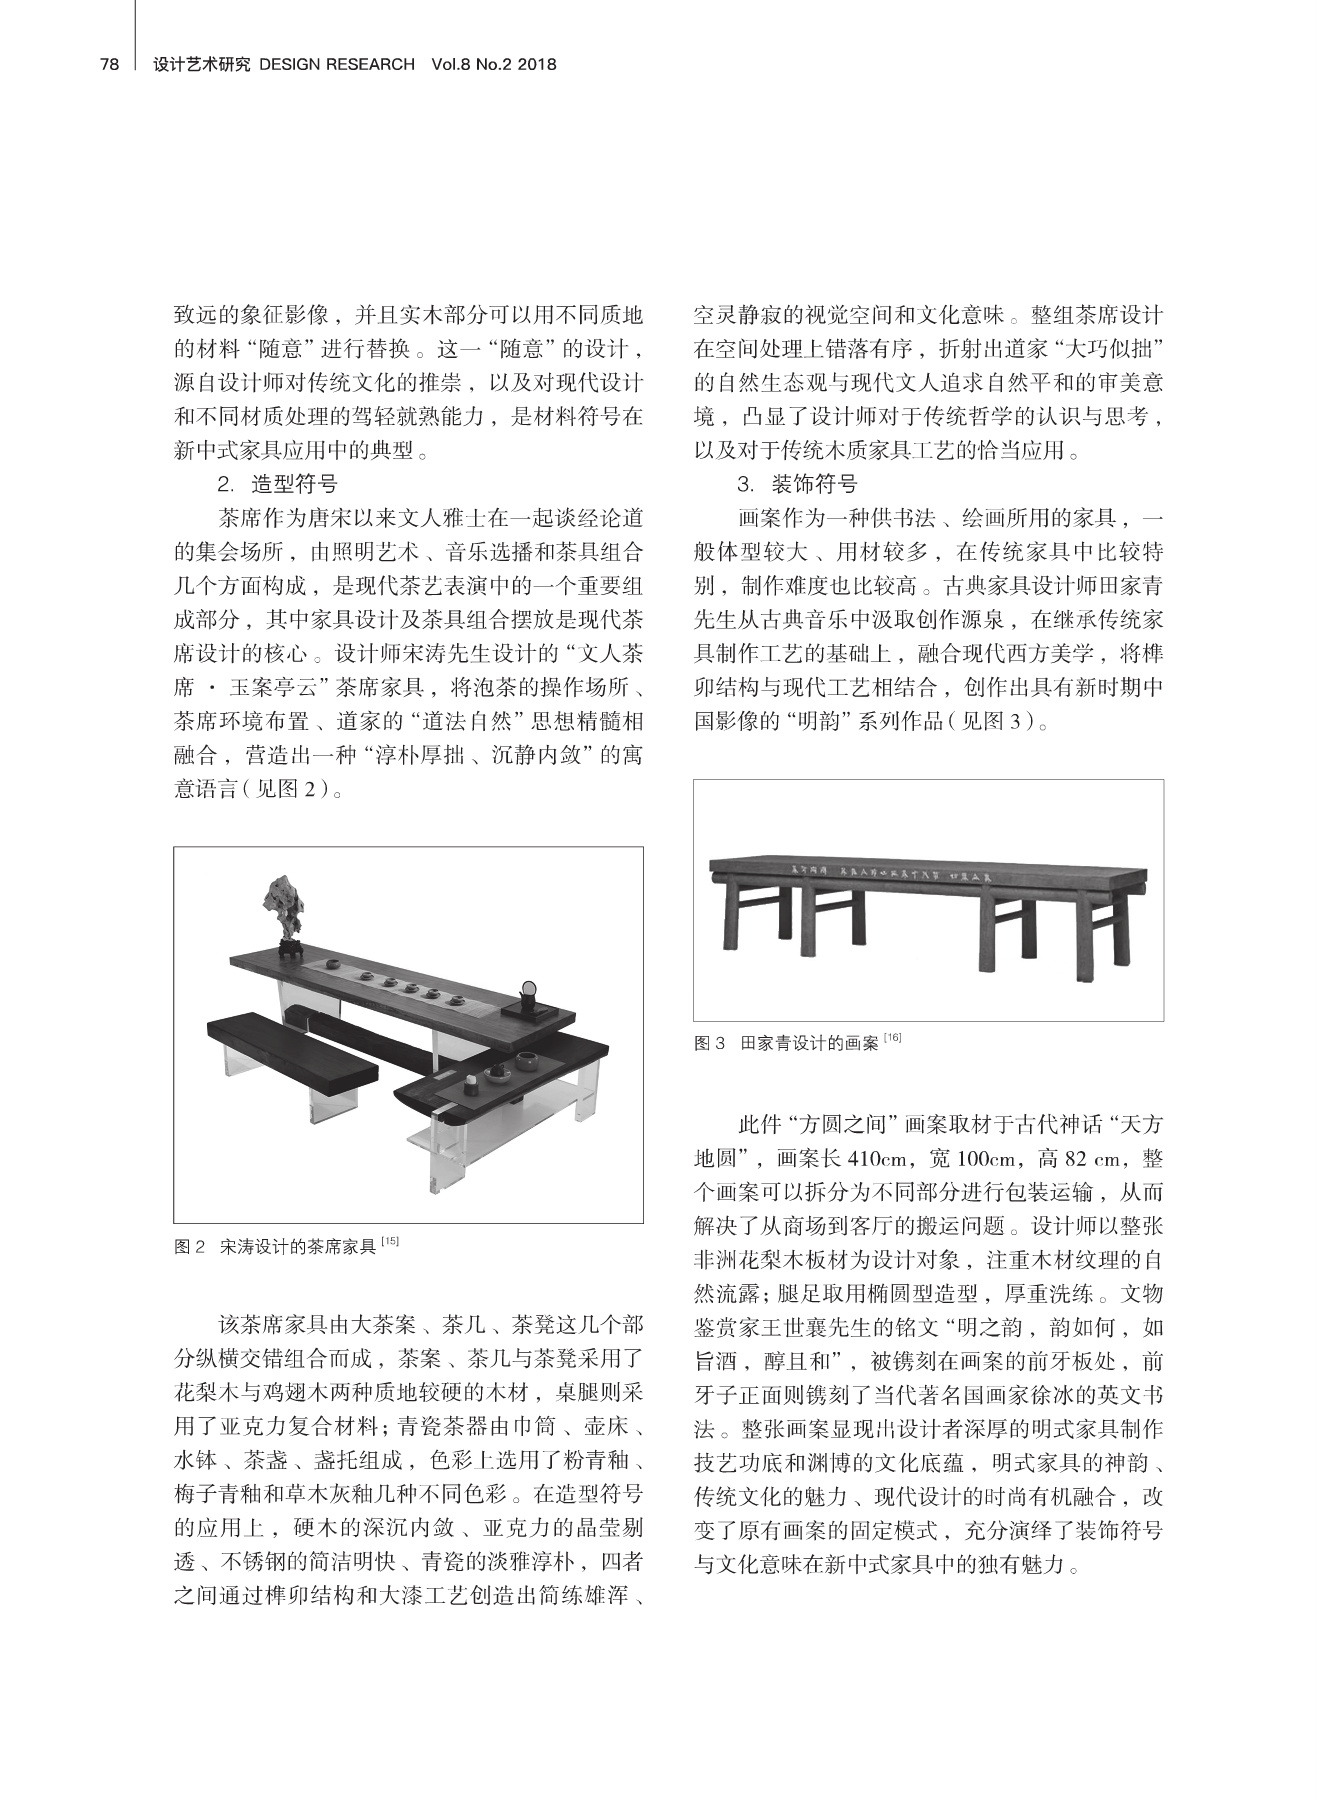 78 设计艺术研究 DESIGN RESEARCH Vol.8 No.2 2018
致远的象征影像，并且实木部分可以用不同质地
的材料“随意”进行替换。这一“随意”的设计，
源自设计师对传统文化的推崇，以及对现代设计
和不同材质处理的驾轻就熟能力，是材料符号在
新中式家具应用中的典型。
2. 造型符号
茶席作为唐宋以来文人雅士在一起谈经论道
的集会场所，由照明艺术、音乐选播和茶具组合
几个方面构成，是现代茶艺表演中的一个重要组
成部分，其中家具设计及茶具组合摆放是现代茶
席设计的核心。设计师宋涛先生设计的“文人茶
席·玉案亭云”茶席家具，将泡茶的操作场所、
茶席环境布置、道家的“道法自然”思想精髓相
融合，营造出一种“淳朴厚拙、沉静内敛”的寓
意语言（见图 2）。
图 2 宋涛设计的茶席家具 [15]
该茶席家具由大茶案、茶几、茶凳这几个部
分纵横交错组合而成，茶案、茶几与茶凳采用了
花梨木与鸡翅木两种质地较硬的木材，桌腿则采
用了亚克力复合材料；青瓷茶器由巾筒、壶床、
水钵、茶盏、盏托组成，色彩上选用了粉青釉、
梅子青釉和草木灰釉几种不同色彩。在造型符号
的应用上，硬木的深沉内敛、亚克力的晶莹剔
透、不锈钢的简洁明快、青瓷的淡雅淳朴，四者
之间通过榫卯结构和大漆工艺创造出简练雄浑、
空灵静寂的视觉空间和文化意味。整组茶席设计
在空间处理上错落有序，折射出道家“大巧似拙”
的自然生态观与现代文人追求自然平和的审美意
境，凸显了设计师对于传统哲学的认识与思考，
以及对于传统木质家具工艺的恰当应用。
3. 装饰符号
画案作为一种供书法、绘画所用的家具，一
般体型较大、用材较多，在传统家具中比较特
别，制作难度也比较高。古典家具设计师田家青
先生从古典音乐中汲取创作源泉，在继承传统家
具制作工艺的基础上，融合现代西方美学，将榫
卯结构与现代工艺相结合，创作出具有新时期中
国影像的“明韵”系列作品（见图 3）。
图 3 田家青设计的画案 [16]
此件“方圆之间”画案取材于古代神话“天方
地圆”，画案长 410cm，宽 100cm，高 82 cm，整
个画案可以拆分为不同部分进行包装运输，从而
解决了从商场到客厅的搬运问题。设计师以整张
非洲花梨木板材为设计对象，注重木材纹理的自
然流露；腿足取用椭圆型造型，厚重洗练。文物
鉴赏家王世襄先生的铭文“明之韵，韵如何，如
旨酒，醇且和”，被镌刻在画案的前牙板处，前
牙子正面则镌刻了当代著名国画家徐冰的英文书
法。整张画案显现出设计者深厚的明式家具制作
技艺功底和渊博的文化底蕴，明式家具的神韵、
传统文化的魅力、现代设计的时尚有机融合，改
变了原有画案的固定模式，充分演绎了装饰符号
与文化意味在新中式家具中的独有魅力。